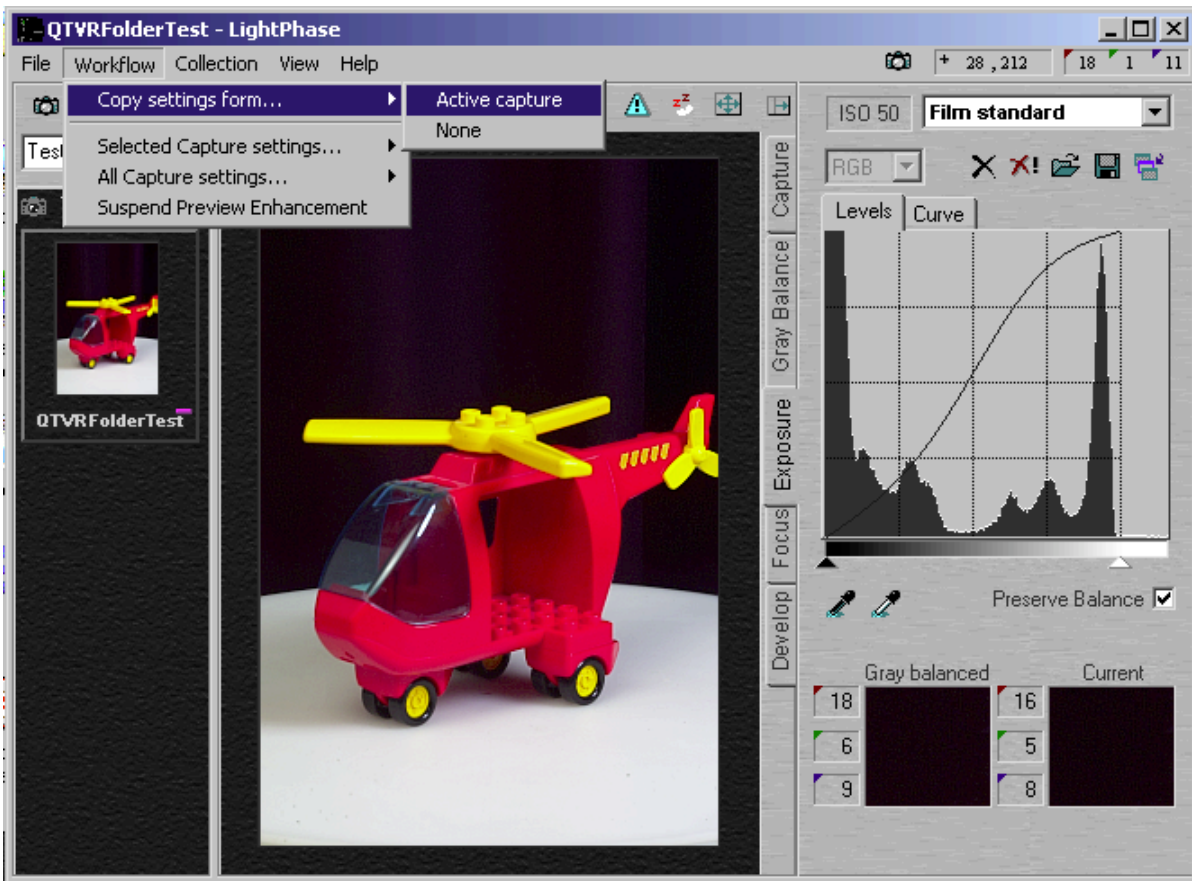 QTVRFolderTest - LightPhase
File Workflow Collection View Help
+ 28 , 212 18 1 11
Copy settings form...
Active capture
None
Selected Capture settings...
All Capture settings...
Suspend Preview Enhancement
Test
QTVRFolderTest
Capture
Gray Balance
Exposure
Focus
Develop
ISO 50 Film standard
RGB
Levels Curve
Preserve Balance
Gray balanced Current
18 16
6 5
9 8